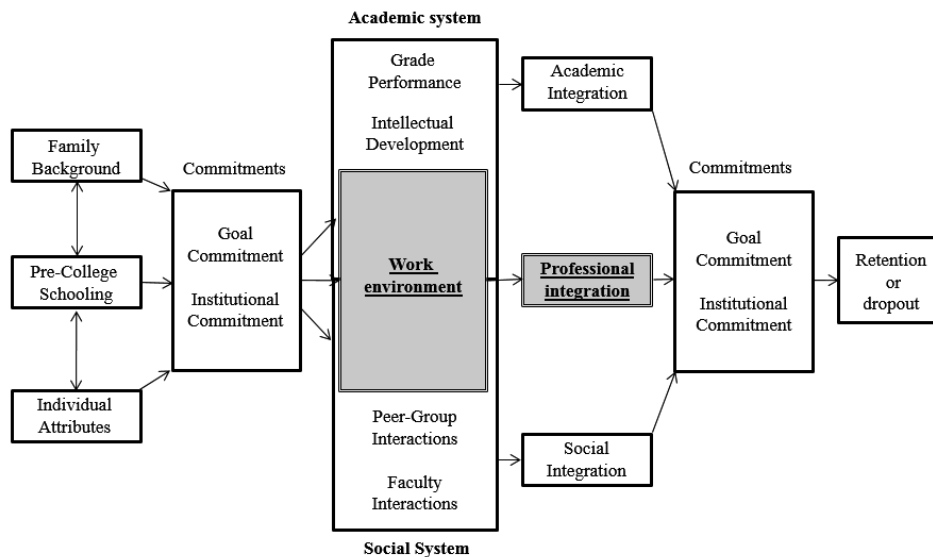 Academic system
Grade
Performance
Intellectual
Development
Work
environment
Peer-Group
Interactions
Faculty
Interactions
Social System
Family
Background
Pre-College
Schooling
Individual
Attributes
Commitments
Goal
Commitment
Institutional
Commitment
Academic
Integration
Professional
integration
Social
Integration
Commitments
Goal
Commitment
Institutional
Commitment
Retention
or
dropout